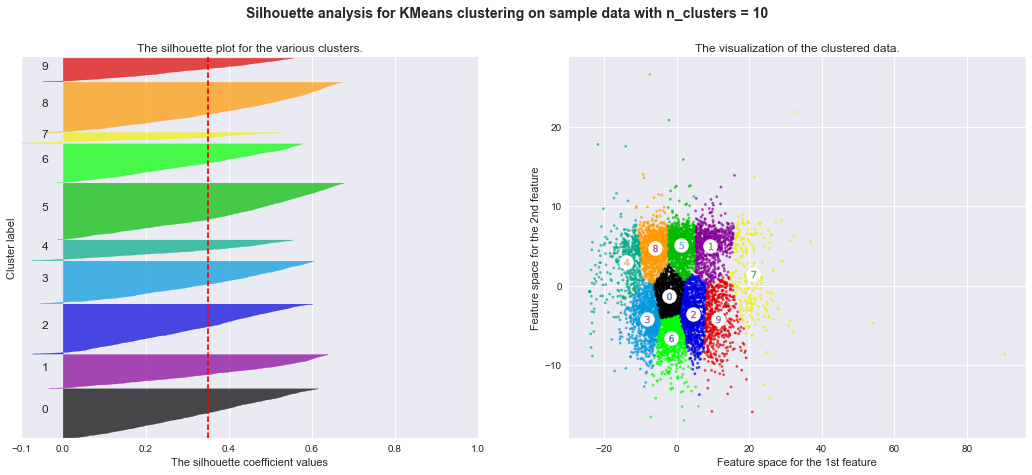 Silhouette analysis for KMeans clustering on sample data with n_clusters = 10
The silhouette plot for the various clusters.
Cluster label
9
8
7
6
5
4
3
2
1
0
−0.1 0.0 0.2 0.4 0.6 0.8 1.0
The silhouette coefficient values
The visualization of the clustered data.
Feature space for the 2nd feature
20
10
0
−10
8 5 1
4 7
0
3 2 9
6
−20 0 20 40 60 80
Feature space for the 1st feature